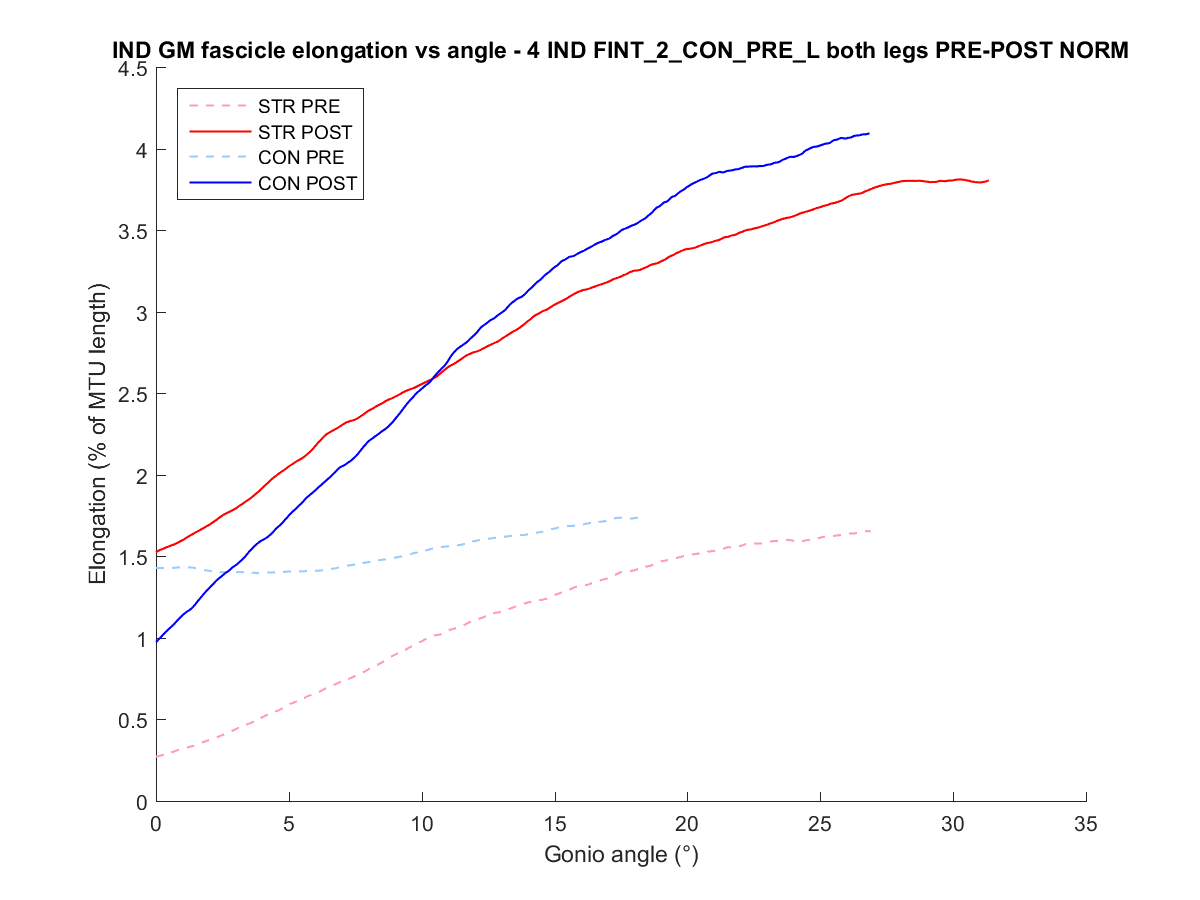 IND GM fascicle elongation vs angle - 4 IND FINT_2_CON_PRE_L both legs PRE-POST NORM
4.5
4
3.5
3
2.5
2
1.5
1
0.5
0
Elongation (% of MTU length)
STR PRE
STR POST
CON PRE
CON POST
0 5 10 15 20 25 30 35
Gonio angle (°)